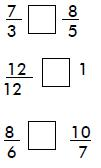 7/3 □ 8/5
12/12 □ 1
8/6 □ 10/7